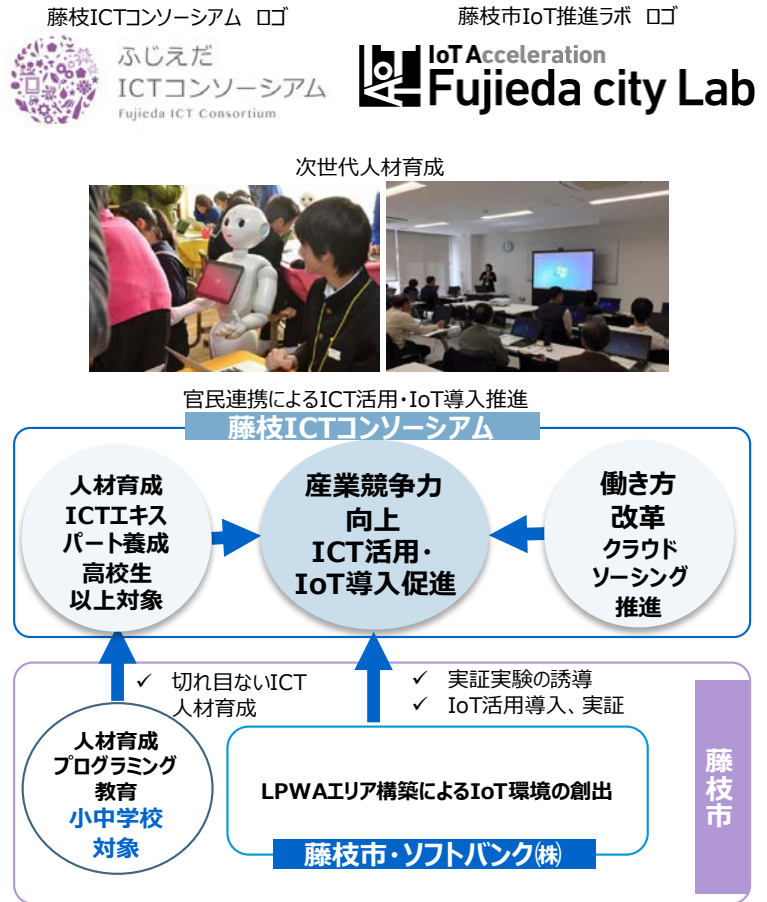 藤枝ICTコンソーシアム ロゴ
藤枝市IoT推進ラボ ロゴ
ふじえだ
ICTコンソーシアム
Fujieda ICT Consortium
IoT
IoT Acceleration
Fujieda city Lab
次世代人材育成
官民連携によるICT活用・IoT導入推進
藤枝ICTコンソーシアム
人材育成
ICTエキス
パート養成
高校生
以上対象
産業競争力
向上
ICT活用・
IoT導入促進
働き方
改革
クラウド
ソーシング
推進
✓ 切れ目ないICT
人材育成
✓ 実証実験の誘導
✓ IoT活用導入、実証
人材育成
プログラミング
教育
小中学校
対象
LPWAエリア構築によるIoT環境の創出
藤枝市・ソフトバンク㈱
藤枝市